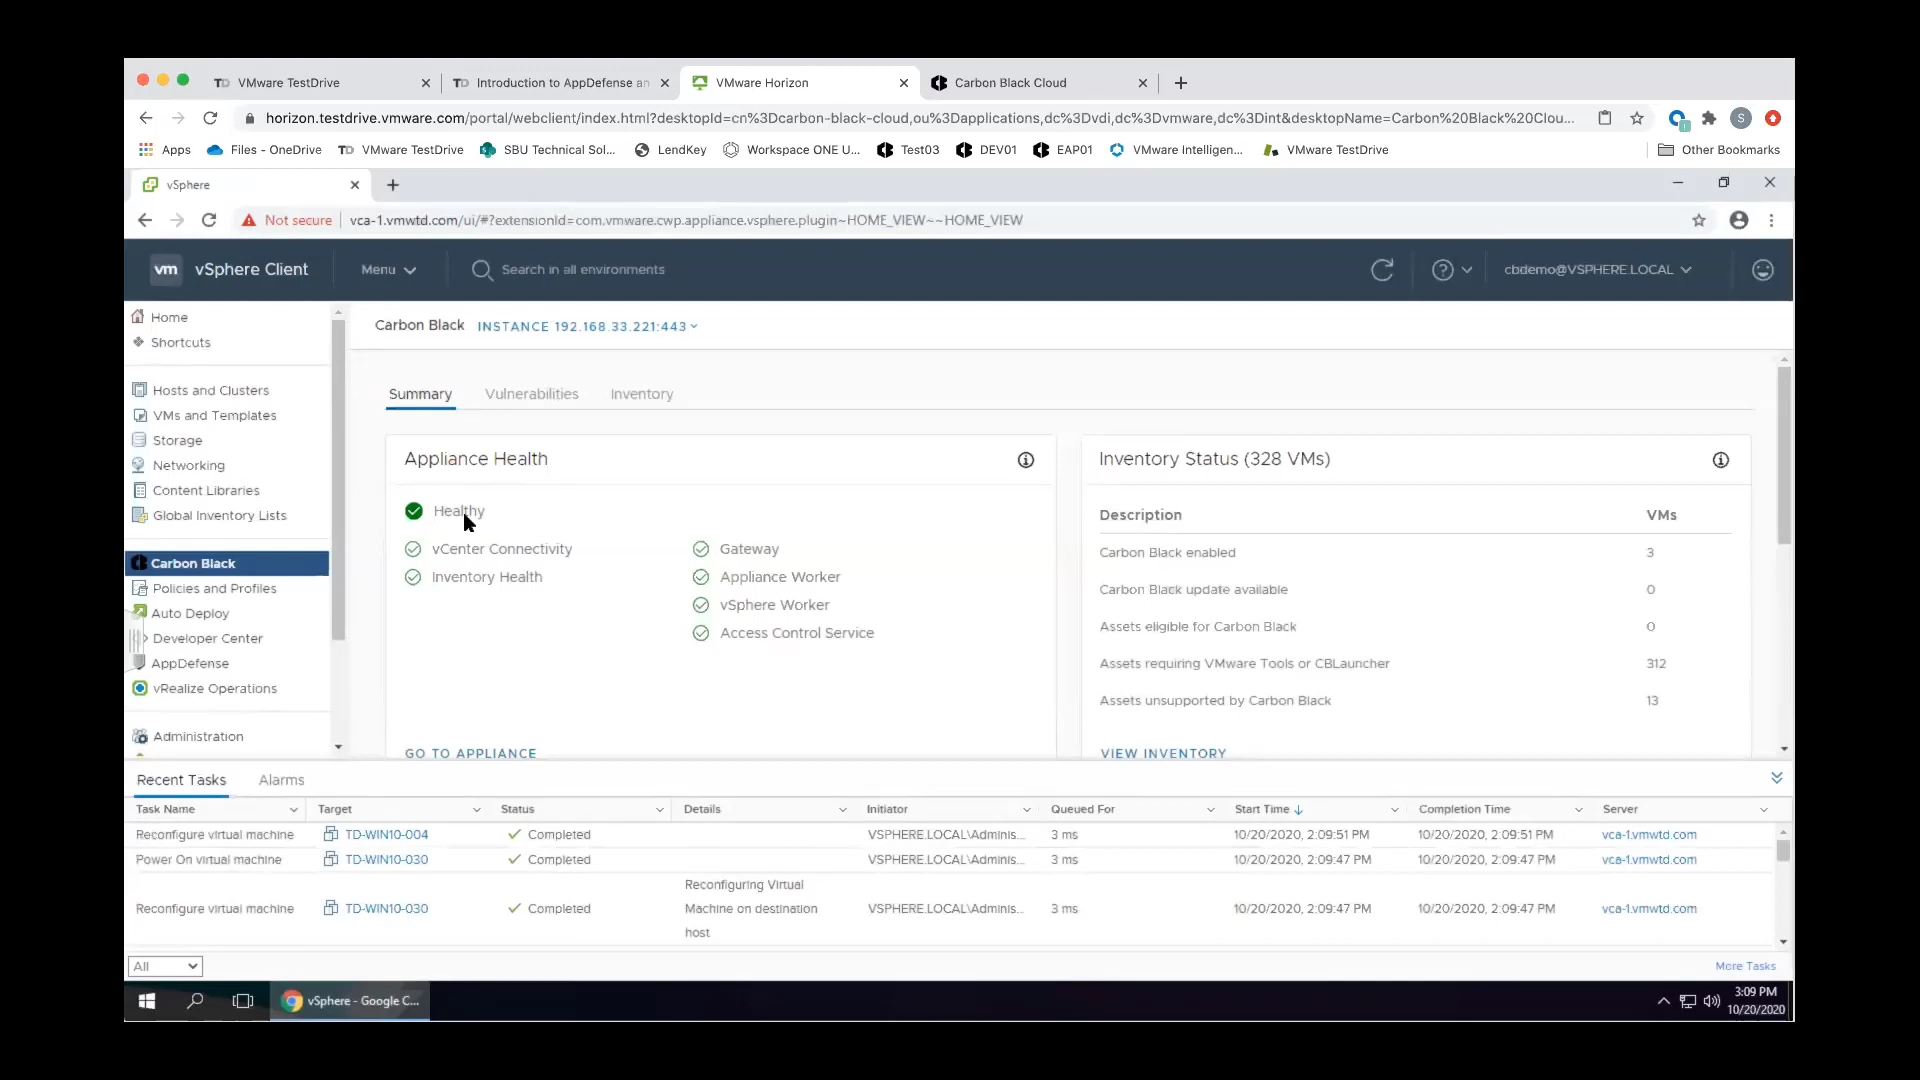 VMware TestDrive
Introduction to AppDefense an
VMware Horizon
Carbon Black Cloud
horizon.testdrive.vmware.com/portal/webclient/index.html?desktopId=cn%3Dcarbon-black-cloud,ou%3Dapplications,dc%3Dvdi,dc%3Dvmware,dc%3Dint&desktopName=Carbon%20Black%20Clou...
S
Apps
Files - OneDrive
VMware TestDrive
SBU Technical Sol...
LendKey
Workspace ONE U...
Test03
DEV01
EAP01
VMware Intelligen...
VMware TestDrive
Other Bookmarks
vSphere
Not secure
vca-1.vmwtd.com/ui/#?extensionId=com.vmware.cwp.appliance.vsphere.plugin~HOME_VIEW~~HOME_VIEW
vm vSphere Client
Menu
Search in all environments
cbdemo@VSPHERE.LOCAL
Home
Shortcuts
Hosts and Clusters
VMs and Templates
Storage
Networking
Content Libraries
Global Inventory Lists
Carbon Black
Policies and Profiles
Auto Deploy
Developer Center
AppDefense
vRealize Operations
Administration
Carbon Black INSTANCE 192.168.33.221:443
Summary
Vulnerabilities
Inventory
Appliance Health
Healthy
vCenter Connectivity
Inventory Health
Gateway
Appliance Worker
vSphere Worker
Access Control Service
GO TO APPLIANCE
Inventory Status (328 VMs)
Description VMs
Carbon Black enabled 3
Carbon Black update available 0
Assets eligible for Carbon Black 0
Assets requiring VMware Tools or CBLauncher 312
Assets unsupported by Carbon Black 13
VIEW INVENTORY
Recent Tasks
Alarms
Task Name Target Status Details Initiator Queued For Start Time Completion Time Server
Reconfigure virtual machine TD-WIN10-004 Completed VSPHERE.LOCAL\Adminis... 3 ms 10/20/2020, 2:09:51 PM 10/20/2020, 2:09:51 PM vca-1.vmwtd.com
Power On virtual machine TD-WIN10-030 Completed VSPHERE.LOCAL\Adminis... 3 ms 10/20/2020, 2:09:47 PM 10/20/2020, 2:09:47 PM vca-1.vmwtd.com
Reconfiguring Virtual
Reconfigure virtual machine TD-WIN10-030 Completed Machine on destination VSPHERE.LOCAL\Adminis... 3 ms 10/20/2020, 2:09:47 PM 10/20/2020, 2:09:47 PM vca-1.vmwtd.com
host
All
More Tasks
vSphere - Google C...
3:09 PM
10/20/2020